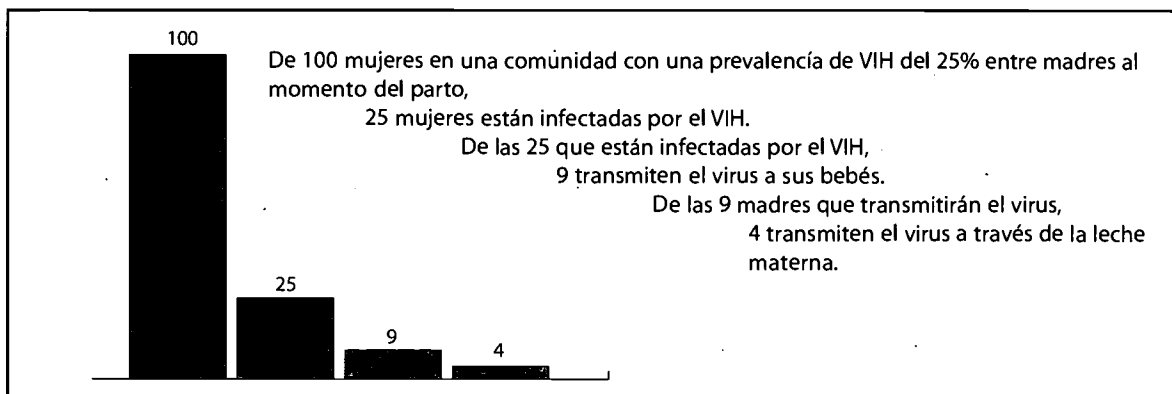 100
De 100 mujeres en una comunidad con una prevalencía de VIH del 25% entre madres al
momento del parto,
25 mujeres están infectadas por el VIH.
De las 25 que están infectadas por el VIH,
9 transmiten el virus a sus bebés.
De las 9 madres que transmitirán el virus,
4 transmiten el virus a través de la leche
materna.
25
9
4